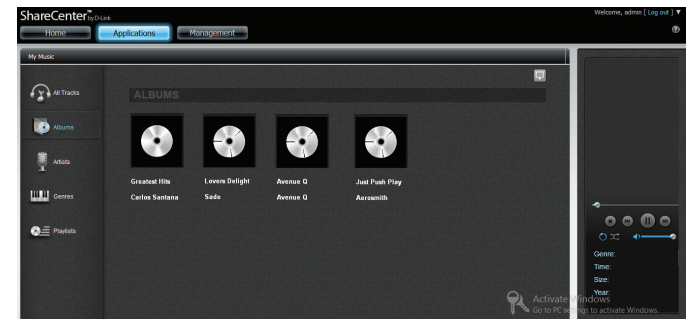 ShareCenter™ by D-Link
Welcome, admin [ Log out ] ▼
Home
Applications
Management
My Music
All Tracks
Albums
Artists
Genres
Playlists
ALBUMS
Greatest Hits
Carlos Santana
Lovers Delight
Sade
Avenue Q
Avenue Q
Just Push Play
Aerosmith
Genre:
Time:
Size:
Year:
Activate Windows
Go to PC settings to activate Windows.